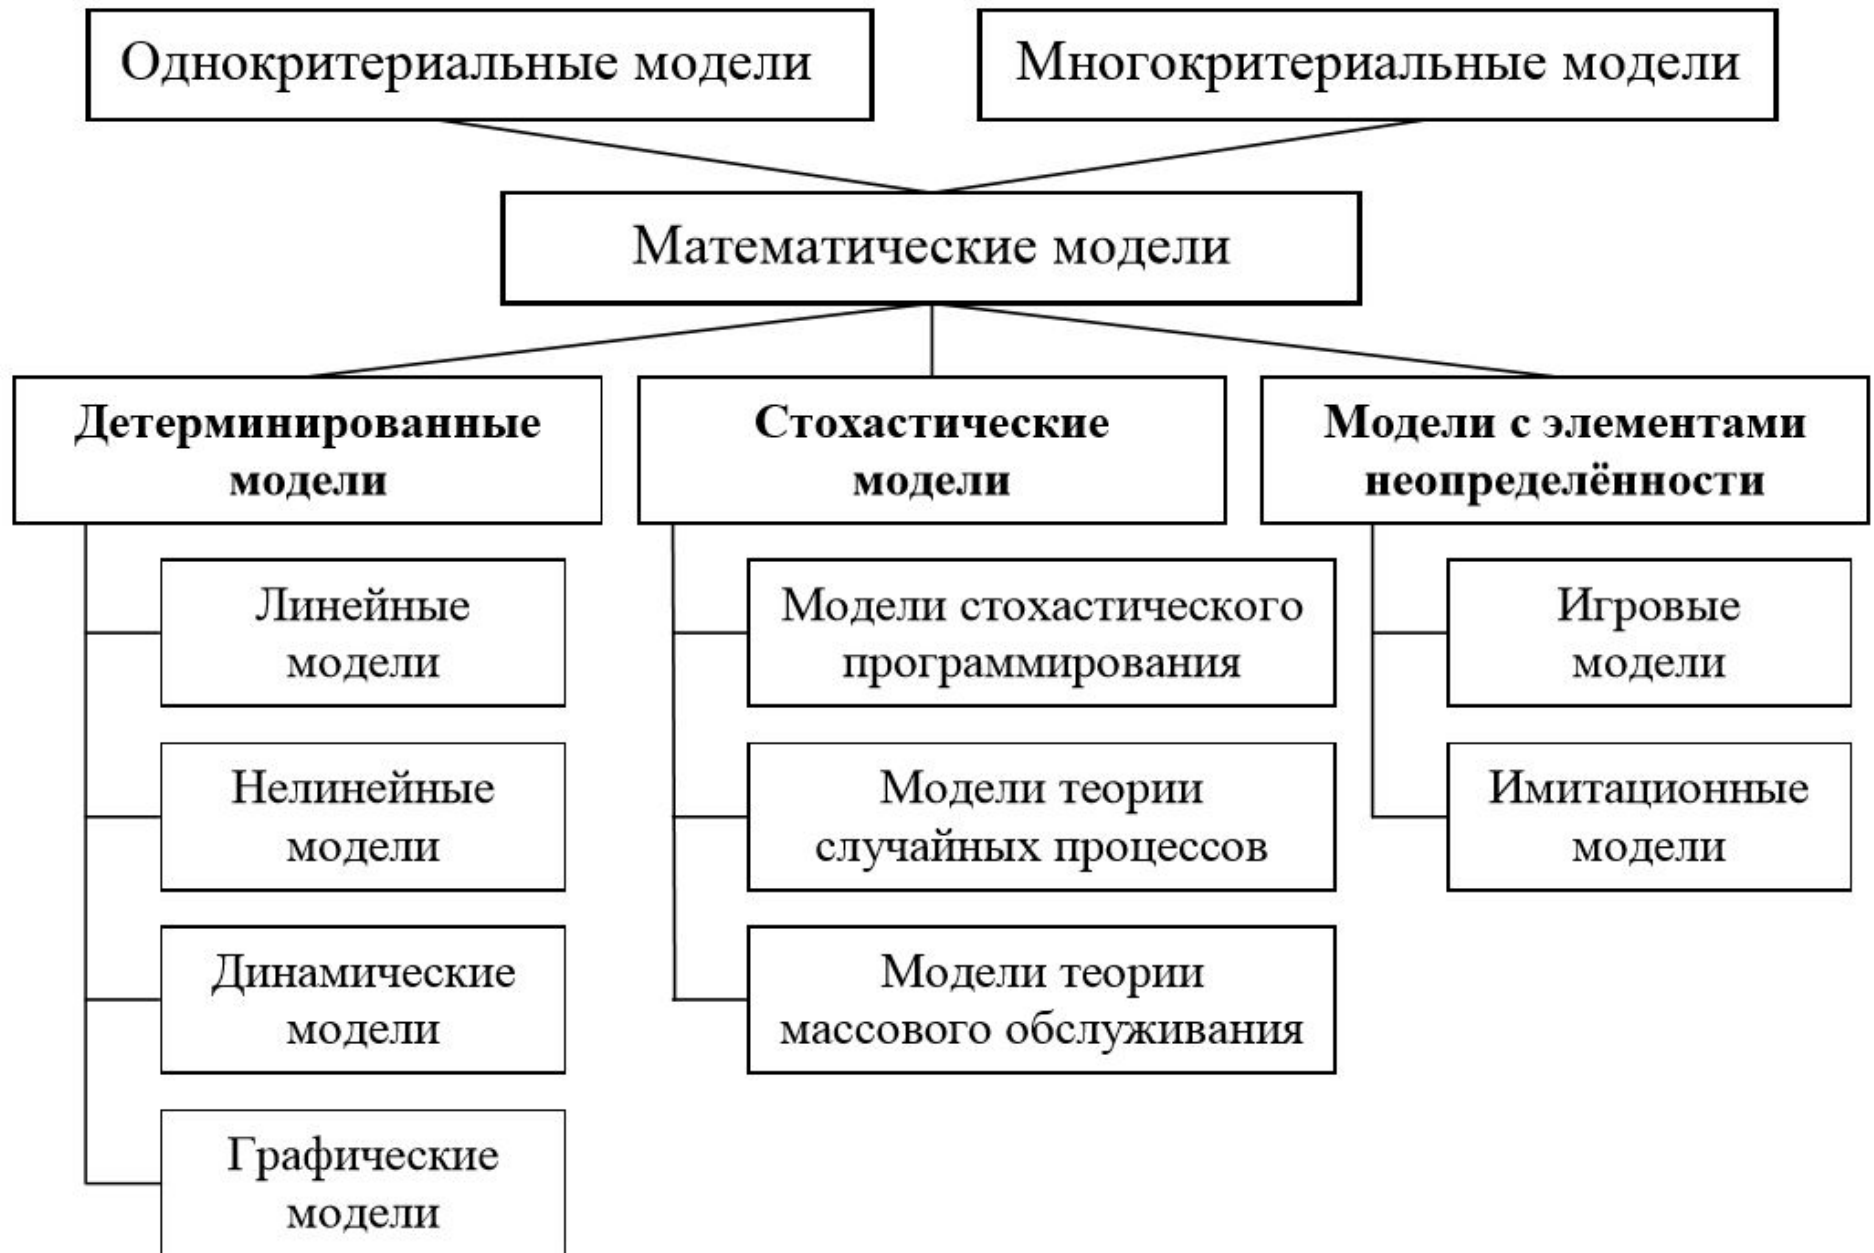 Однокритериальные модели
Многокритериальные модели
Математические модели
Детерминированные
модели
Стохастические
модели
Модели с элементами
неопределённости
Линейные
модели
Нелинейные
модели
Динамические
модели
Графические
модели
Модели стохастического
программирования
Модели теории
случайных процессов
Модели теории
массового обслуживания
Игровые
модели
Имитационные
модели